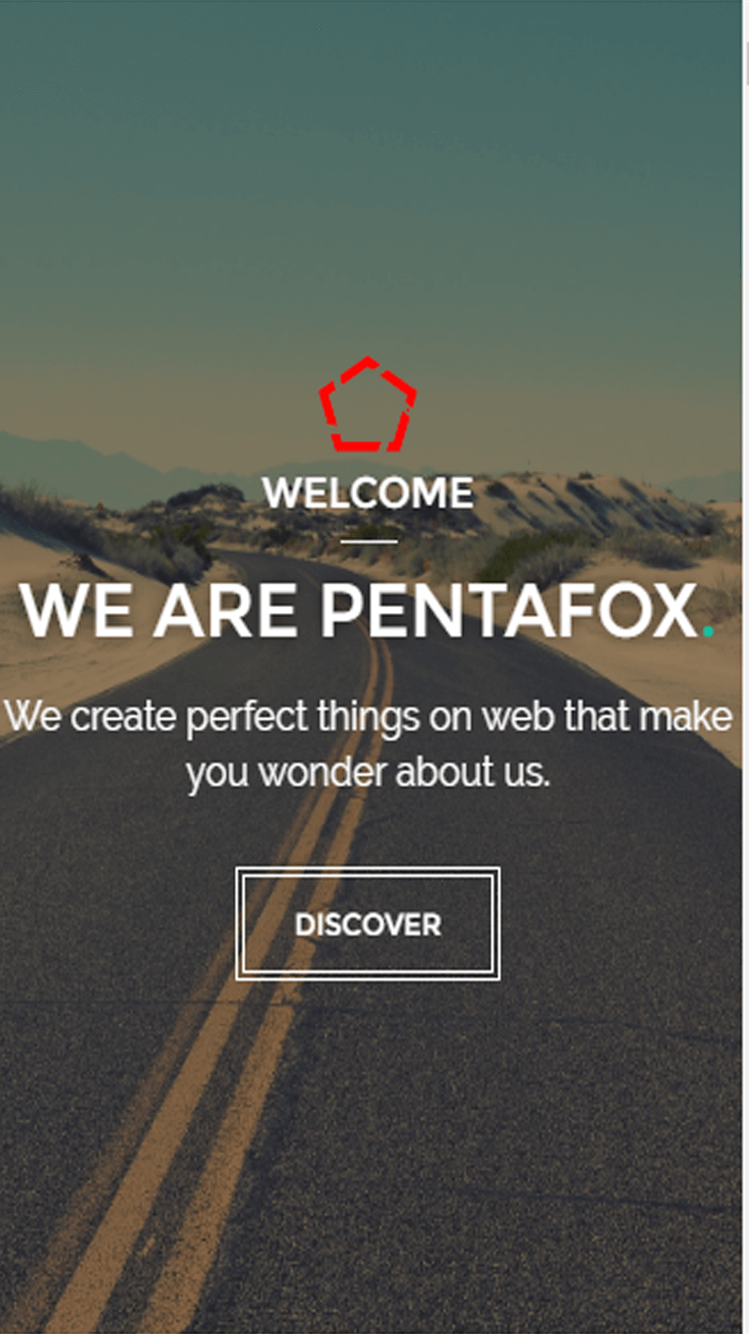 WELCOME
WE ARE PENTAFOX.
We create perfect things on web that make
you wonder about us.
DISCOVER